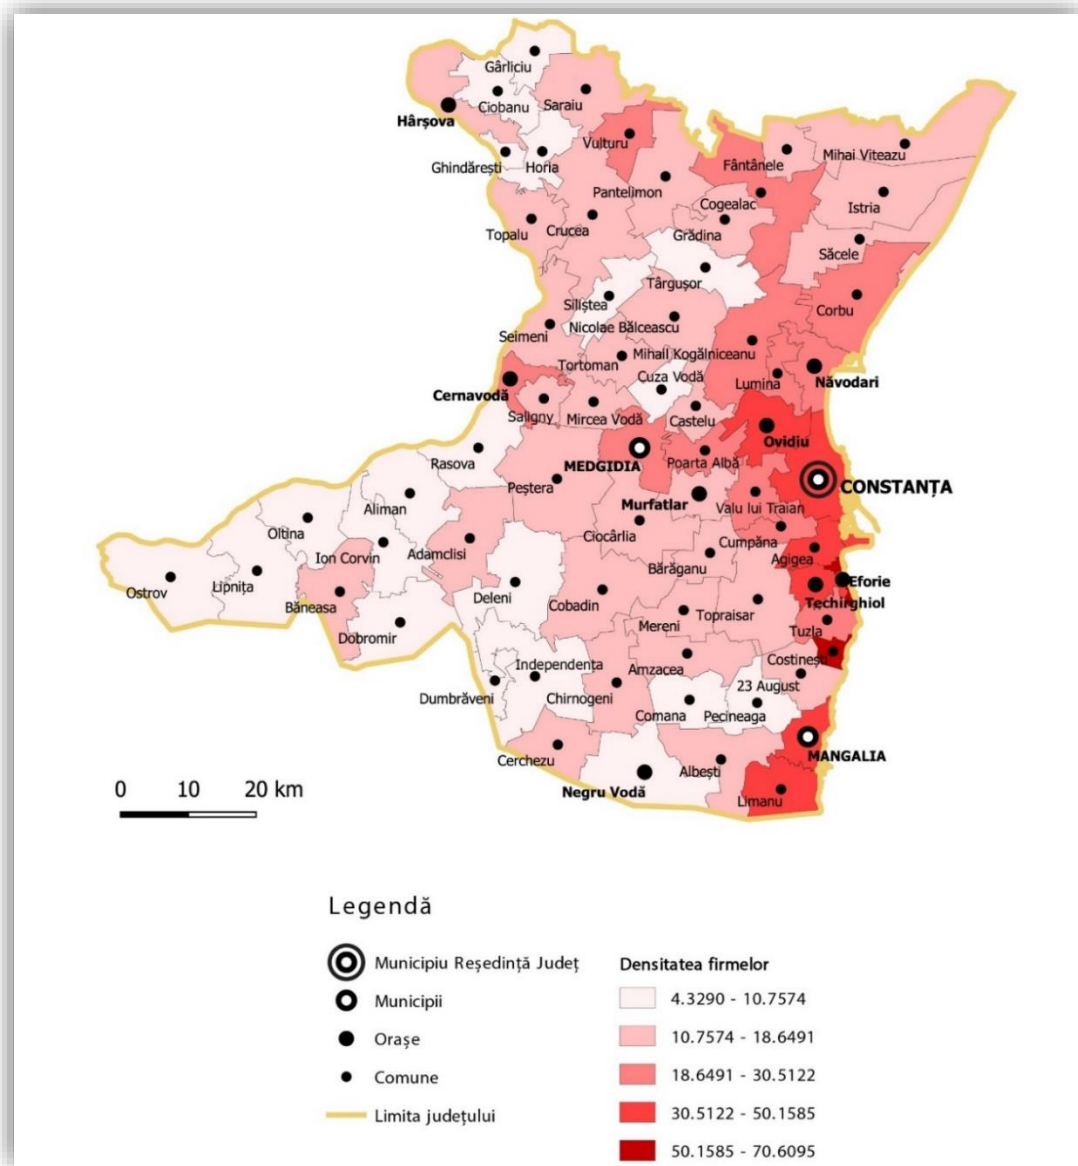 Gârliciu
Ciobanu
Saraiu
Hârșova
Vulturu
Ghindărești
Horia
Fântânele
Mihai Viteazu
Pantelimon
Cogealac
Istria
Topalu
Crucea
Grădina
Săcele
Târgușor
Siliștea
Corbu
Nicolae Bălcescu
Seimeni
Mihail Kogălniceanu
Tortoman
Cuza Vodă
Lumina
Năvodari
Cernavodă
Saligny
Mircea Vodă
Castelu
Ovidiu
Rasova
MEDGIDIA
Poarta Albă
Peștera
CONSTANȚA
Murfatlar
Valu lui Traian
Aliman
Oltina
Ciocârlia
Cumpăna
Ion Corvin
Adamclisi
Agigea
Bărăganu
Ostrov
Lipnița
Eforie
Băneasa
Deleni
Cobadin
Techirghiol
Topraisar
Mereni
Dobromir
Tuzla
Costinești
Independența
Amzacea
23 August
Dumbrăveni
Chirnogeni
Comana
Pecineaga
Cerchezu
MANGALIA
Albești
Negru Vodă
Limanu
0 10 20 km
Legendă
Municipiu Reședință Județ
Municipii
Orașe
Comune
Limita județului
Densitatea firmelor
4.3290 - 10.7574
10.7574 - 18.6491
18.6491 - 30.5122
30.5122 - 50.1585
50.1585 - 70.6095